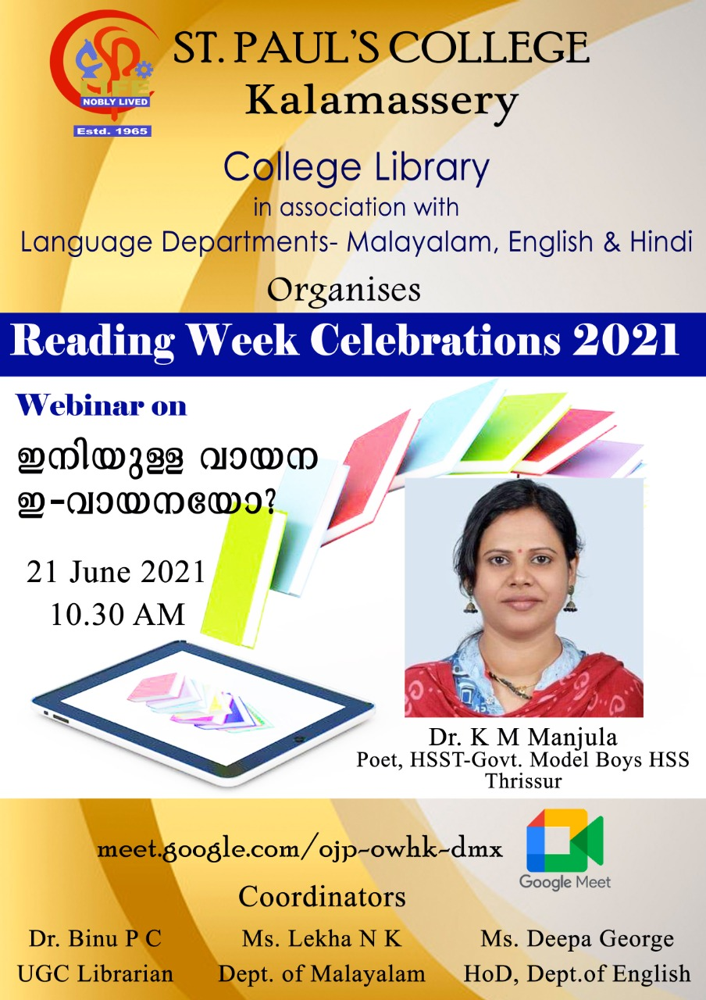 LIFE
NOBLY LIVED
Estd. 1965
ST. PAUL'S COLLEGE
Kalamassery
College Library
in association with
Language Departments- Malayalam, English & Hindi
Organises
Reading Week Celebrations 2021
Webinar on
ഇനിയുള്ള വായന
ഇ-വായനയോ?
21 June 2021
10.30 AM
Dr. K M Manjula
Poet, HSST-Govt. Model Boys HSS
Thrissur
meet.google.com/ojp-owhk-dmx
Google Meet
Coordinators
Dr. Binu P C Ms. Lekha N K Ms. Deepa George
UGC Librarian Dept. of Malayalam HoD, Dept.of English